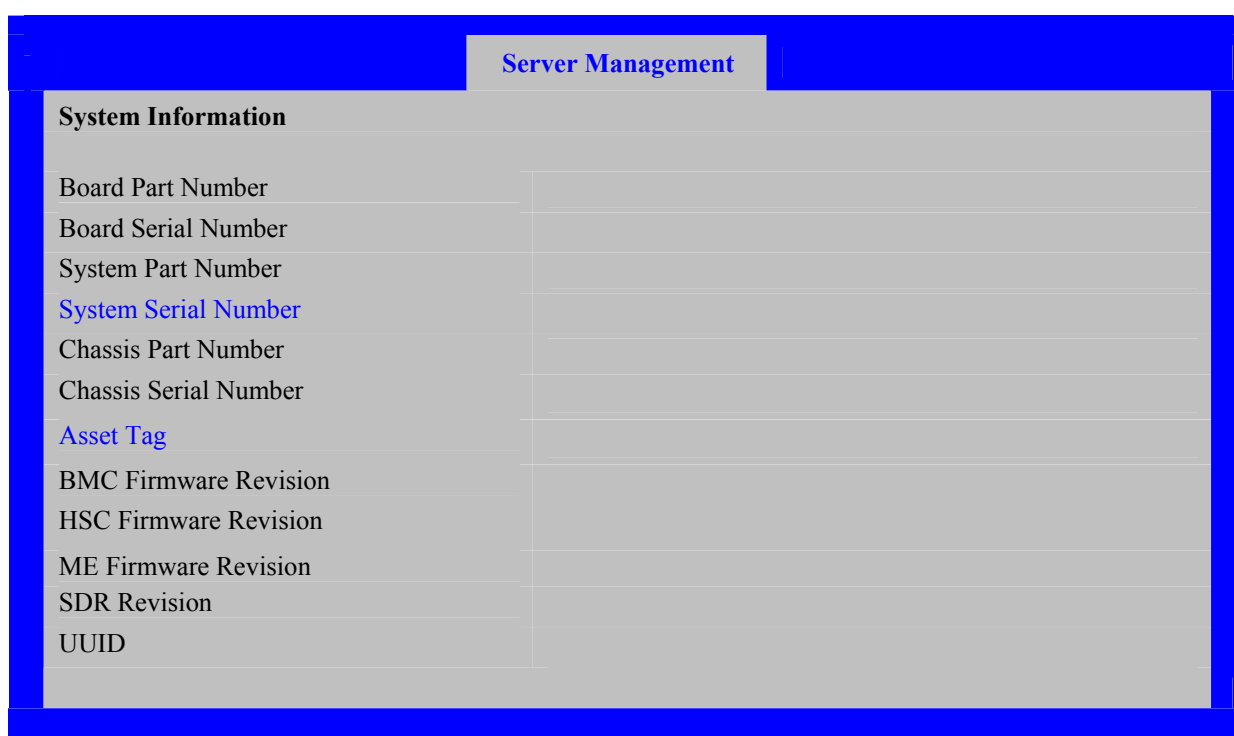 Server Management
System Information
Board Part Number
Board Serial Number
System Part Number
System Serial Number
Chassis Part Number
Chassis Serial Number
Asset Tag
BMC Firmware Revision
HSC Firmware Revision
ME Firmware Revision
SDR Revision
UUID